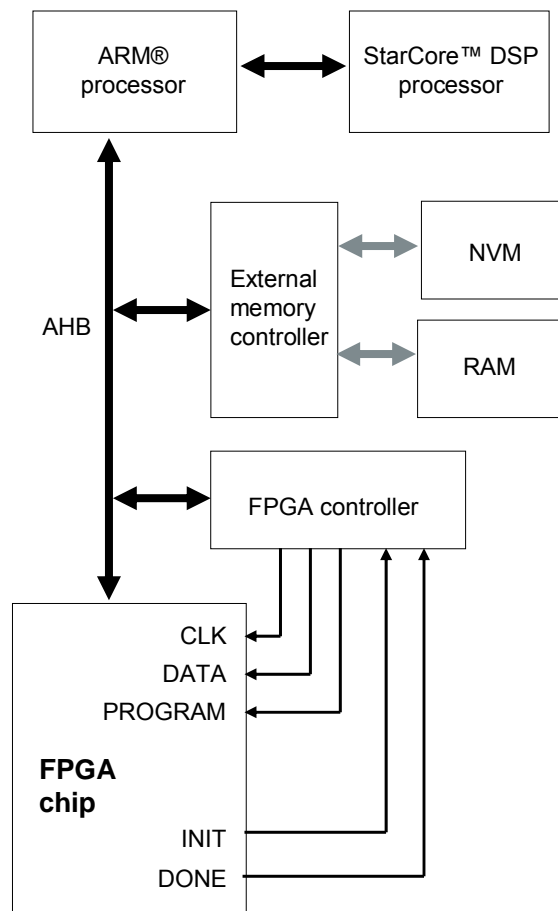 ARM®
processor
StarCore™ DSP
processor
External
memory
controller
NVM
AHB
RAM
FPGA controller
CLK
DATA
PROGRAM
FPGA
chip
INIT
DONE